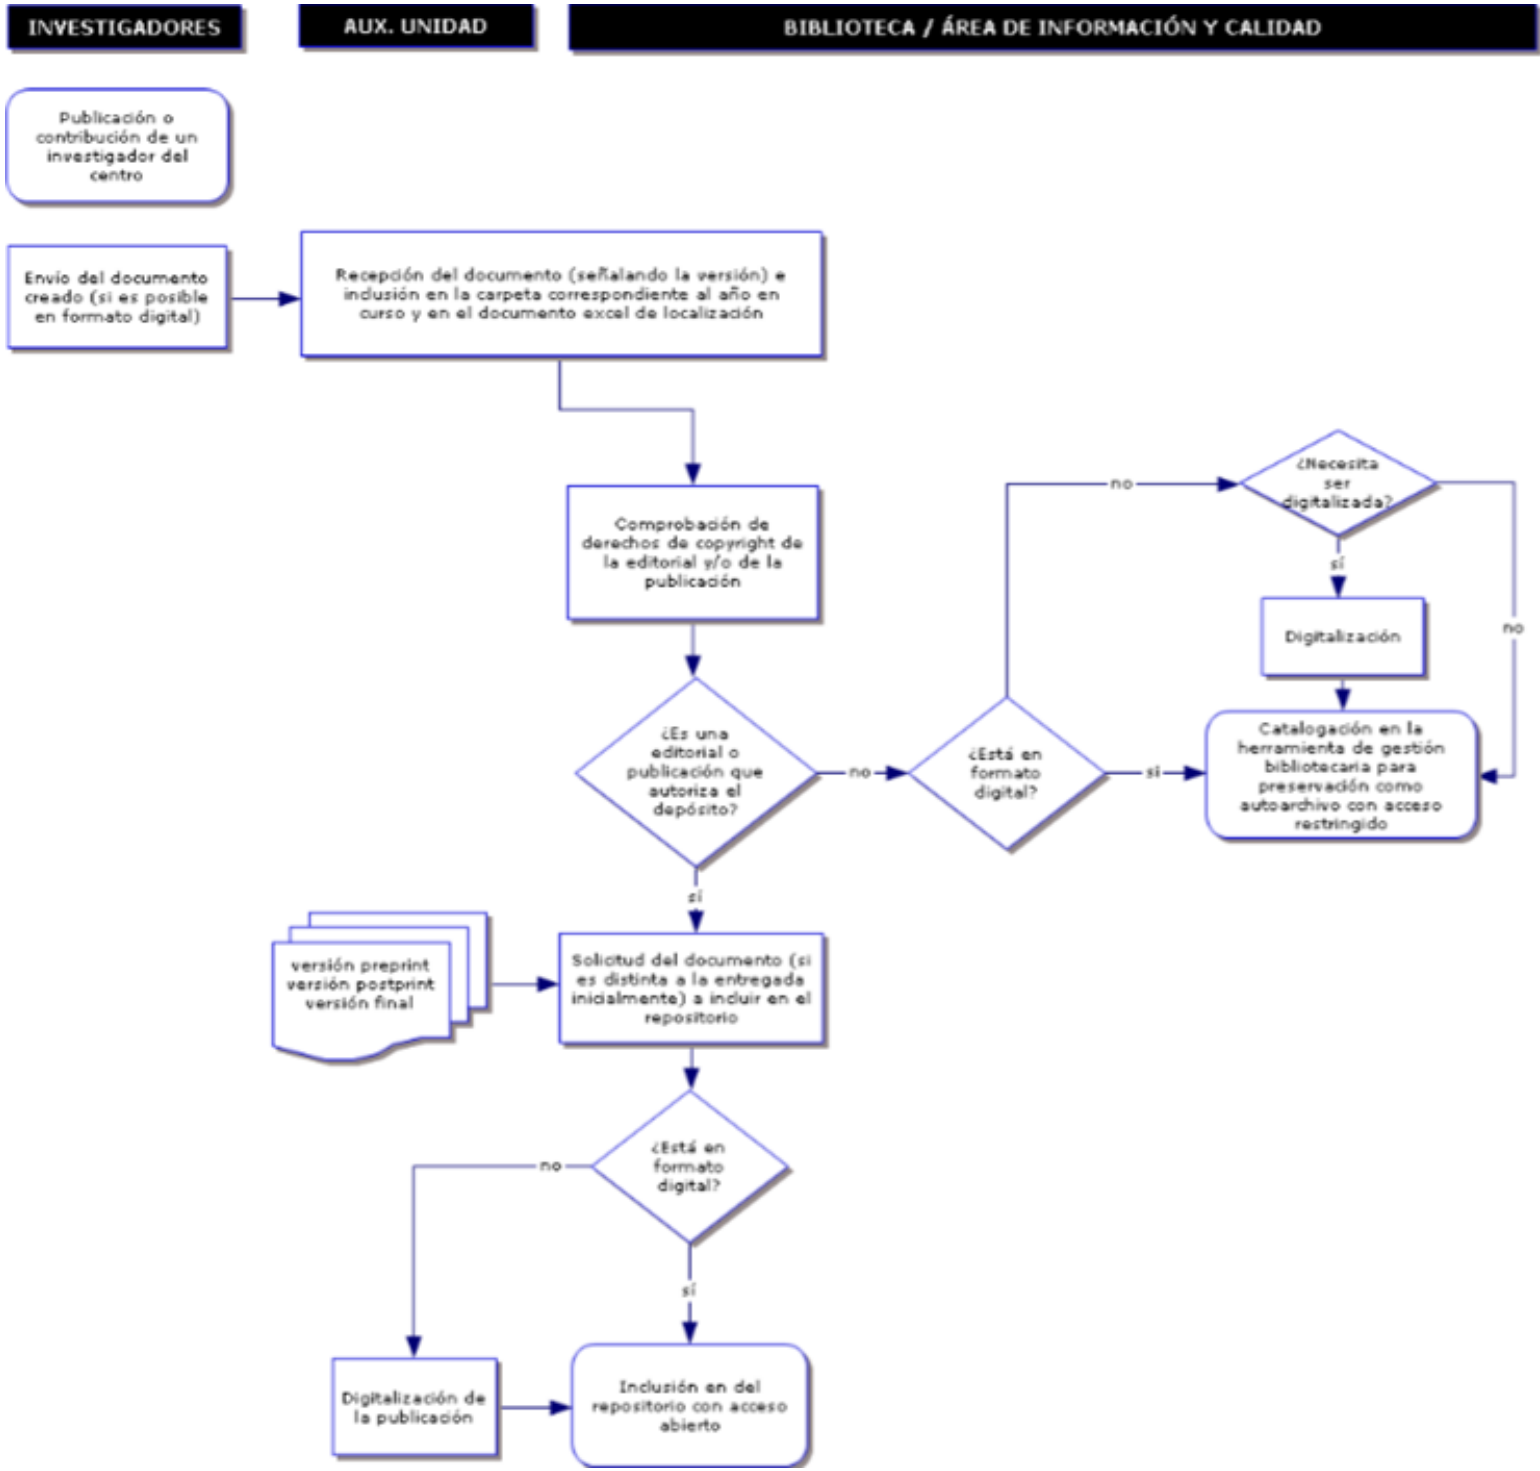 INVESTIGADORES
AUX. UNIDAD
BIBLIOTECA / ÁREA DE INFORMACIÓN Y CALIDAD
Publicación o
contribución de un
investigador del
centro
Envío del documento
creado (si es posible
en formato digital)
Recepción del documento (señalando la versión) e
inclusión en la carpeta correspondiente al año en
curso y en el documento excel de localización
Comprobación de
derechos de copyright de
la editorial y/o de la
publicación
¿Es una
editorial o
publicación que
autoriza el
depósito?
no
¿Está en
formato
digital?
no
¿Necesita
ser
digitalizada?
sí
no
Digitalización
si
Catalogación en la
herramienta de gestión
bibliotecaria para
preservación como
autoarchivo con acceso
restringido
sí
versión preprint
versión postprint
versión final
Solicitud del documento (si
es distinta a la entregada
inicialmente) a incluir en el
repositorio
¿Está en
formato
digital?
no
sí
Digitalización de
la publicación
Inclusión en del
repositorio con acceso
abierto